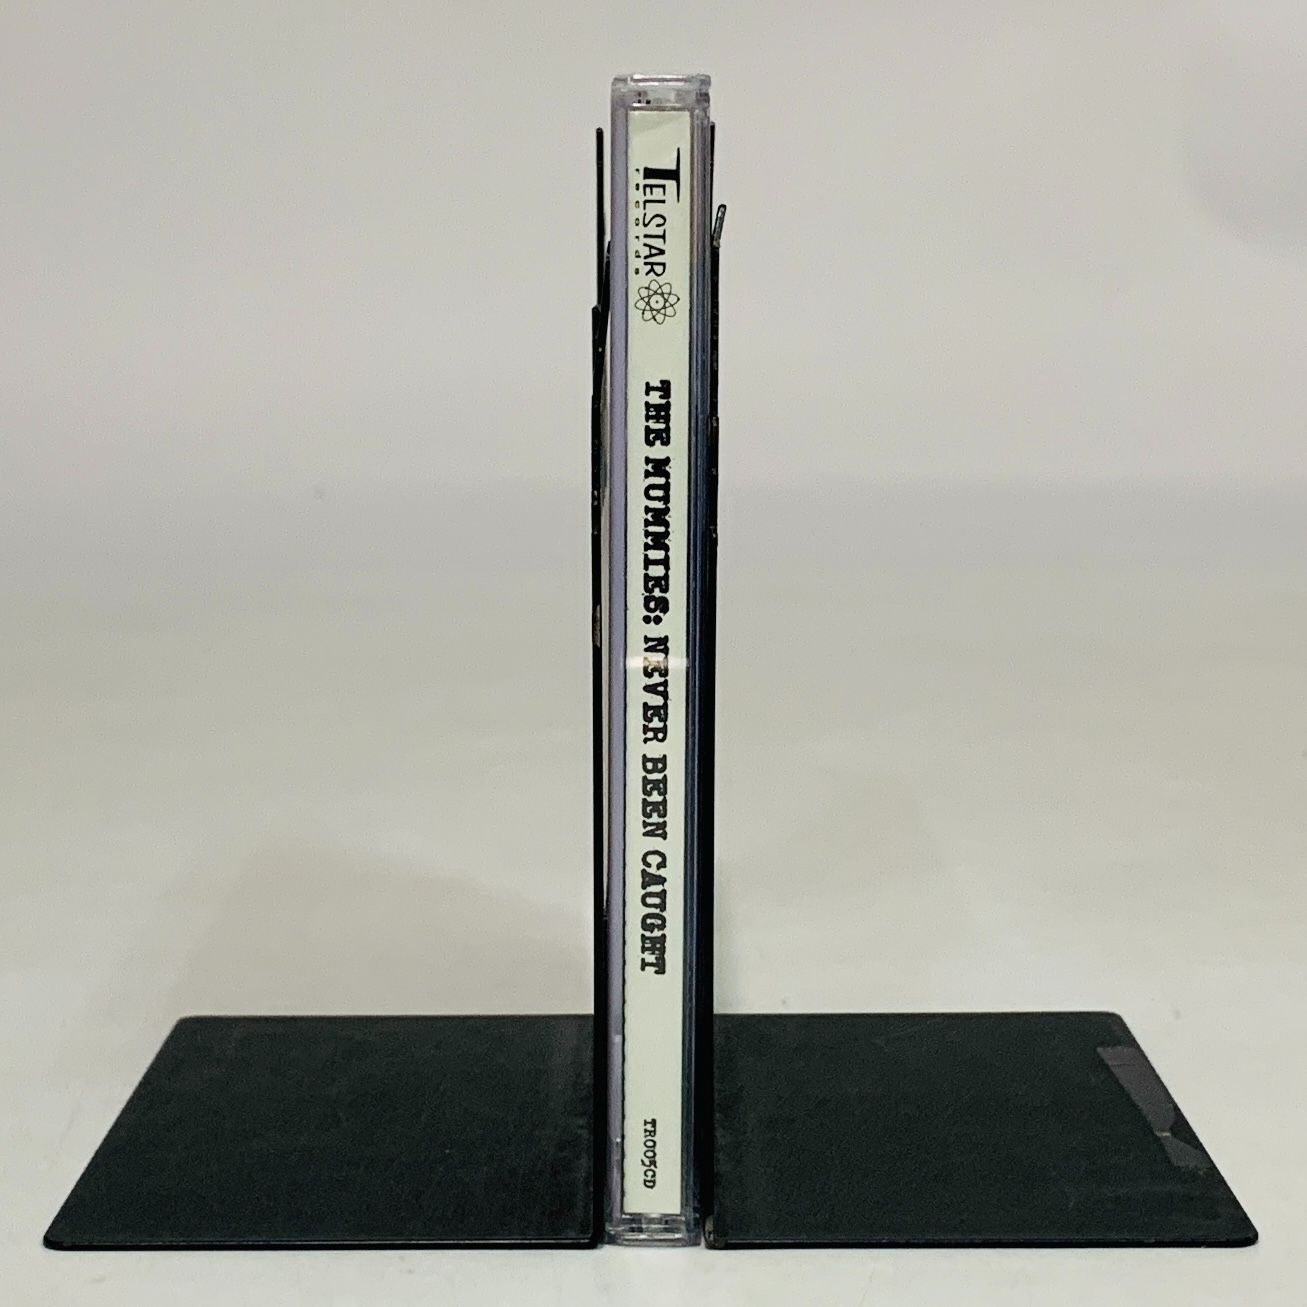 TELSTAR
records
THE MUMMIES: NEVER BEEN CAUGHT
TR005CD